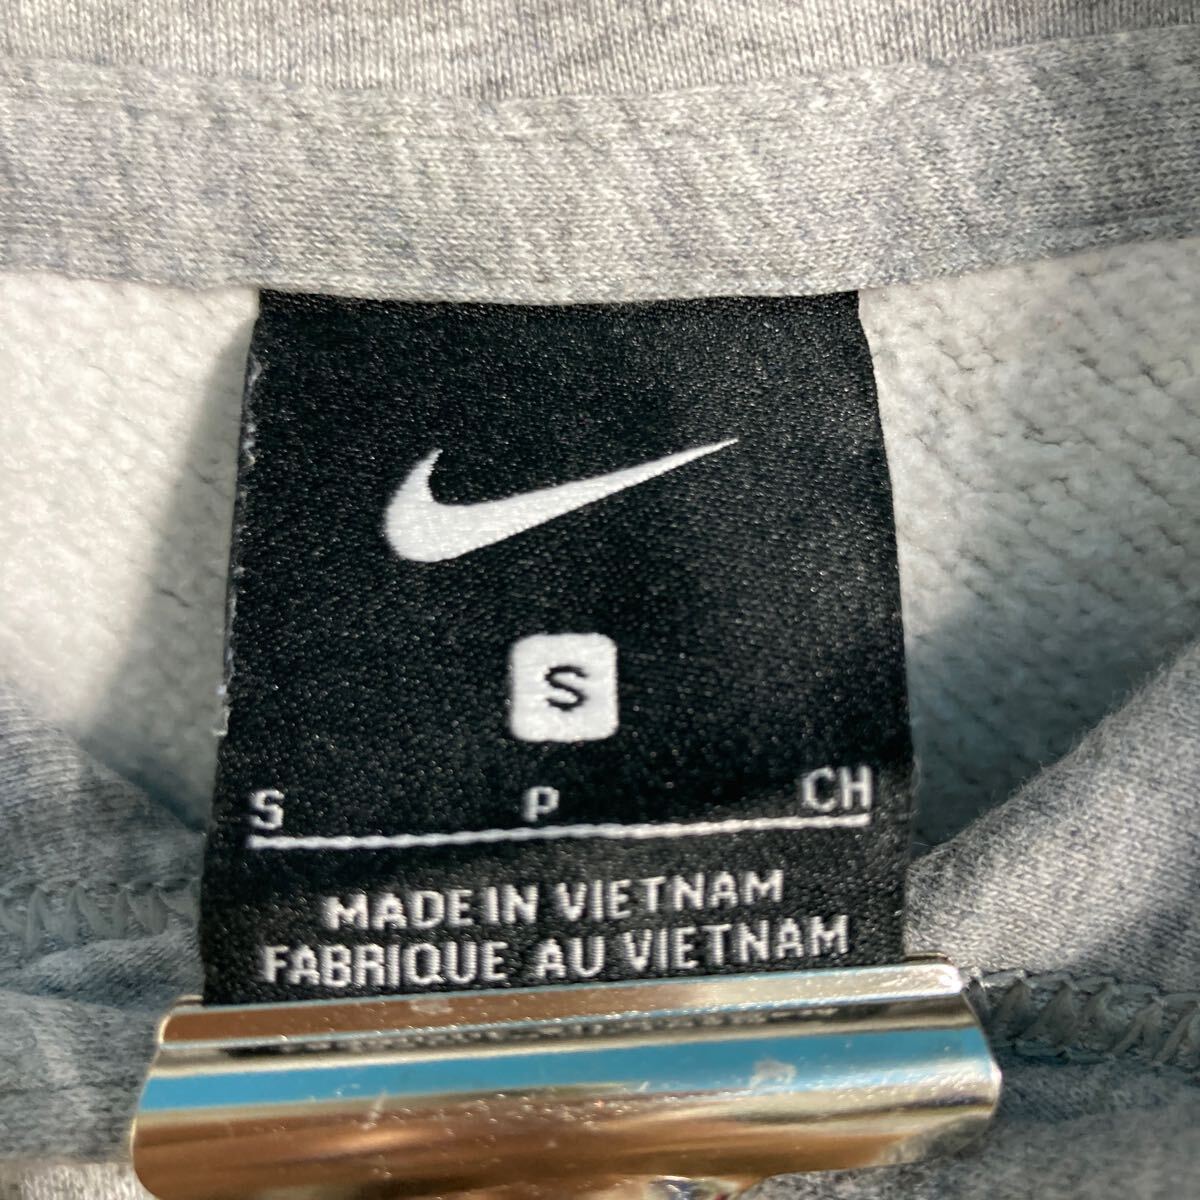 S
S P CH
MADE IN VIETNAM
FABRIQUE AU VIETNAM